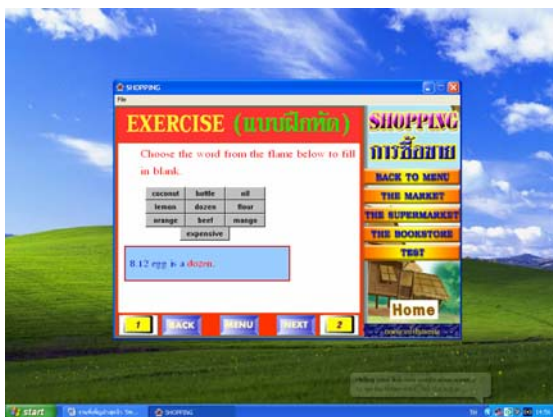 SHOPPING
File
EXERCISE (แบบฝึกหัด)
Choose the word from the flame below to fill
in blank.
coconut bottle oil
lemon dozen flour
orange beef mango
expensive
8.12 egg is a dozen.
1 BACK MENU NEXT 2
SHOPPING
การซื้อขาย
BACK TO MENU
THE MARKET
THE SUPERMARKET
THE BOOKSTORE
TEST
Home
start
SHOPPING
TH